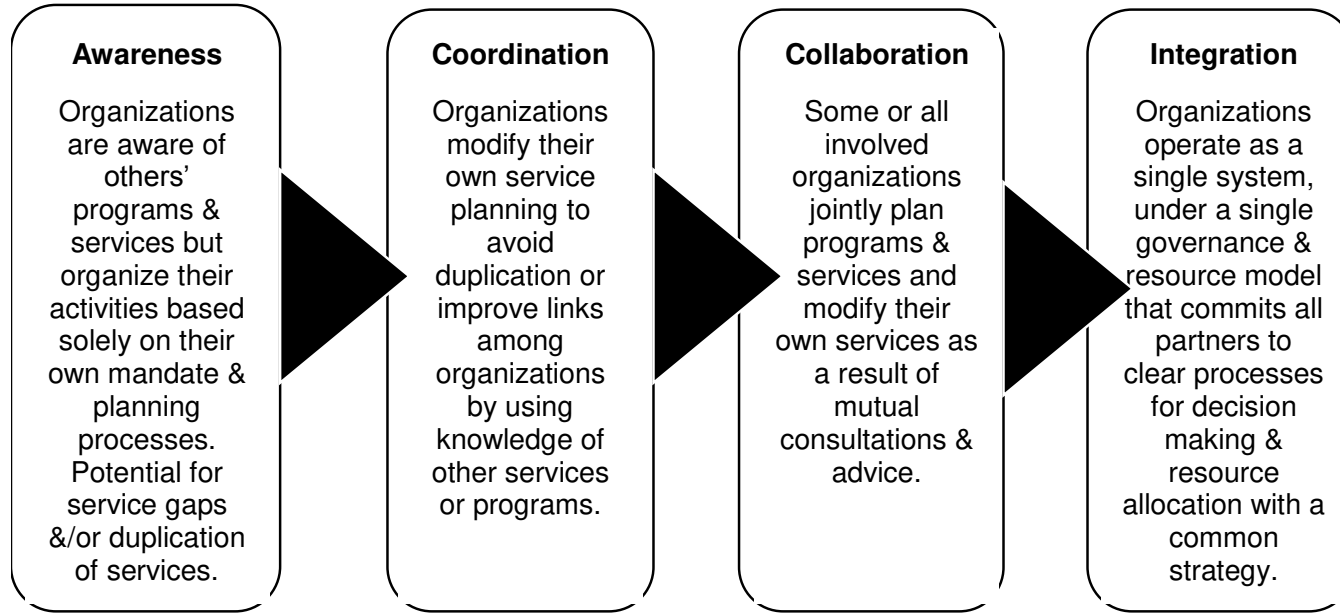 Awareness
Organizations
are aware of
others’
programs &
services but
organize their
activities based
solely on their
own mandate &
planning
processes.
Potential for
service gaps
&/or duplication
of services.
Coordination
Organizations
modify their
own service
planning to
avoid
duplication or
improve links
among
organizations
by using
knowledge of
other services
or programs.
Collaboration
Some or all
involved
organizations
jointly plan
programs &
services and
modify their
own services as
a result of
mutual
consultations &
advice.
Integration
Organizations
operate as a
single system,
under a single
governance &
resource model
that commits all
partners to
clear processes
for decision
making &
resource
allocation with a
common
strategy.